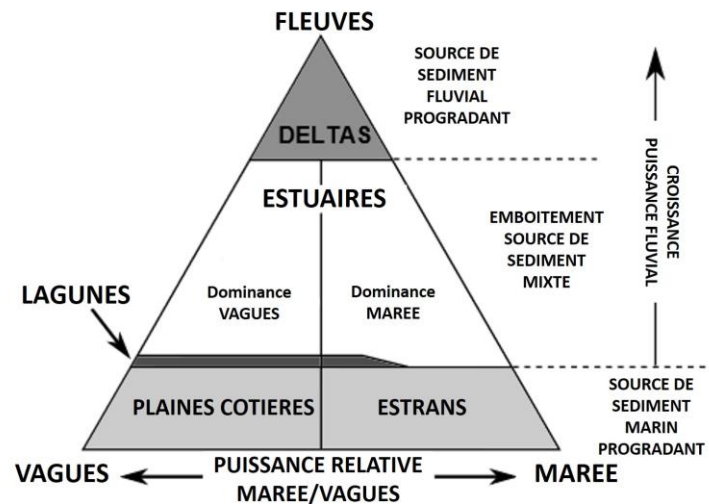 FLEUVES
SOURCE DE
SEDIMENT
FLUVIAL
PROGRADANT
DELTAS
CROISSANCE
PUISSANCE FLUVIAL
ESTUAIRES
EMBOITEMENT
SOURCE DE
SEDIMENT
MIXTE
LAGUNES
Dominance
VAGUES
Dominance
MAREE
PLAINES COTIERES
ESTRANS
SOURCE DE
SEDIMENT
MARIN
PROGRADANT
VAGUES
PUISSANCE RELATIVE
MAREE/VAGUES
MAREE